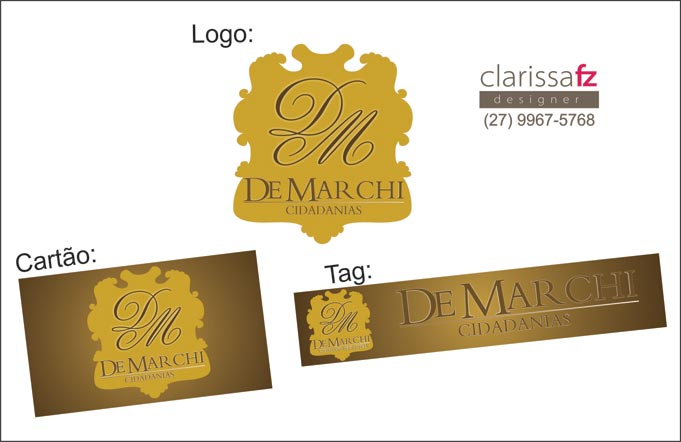 Logo:
DM
DE MARCHI
CIDADANIAS
clarissafz
designer
(27) 9967-5768
Cartão:
DM
DE MARCHI
CIDADANIAS
Tag:
DM
DE MARCHI
DE MARCHI
CIDADANIAS